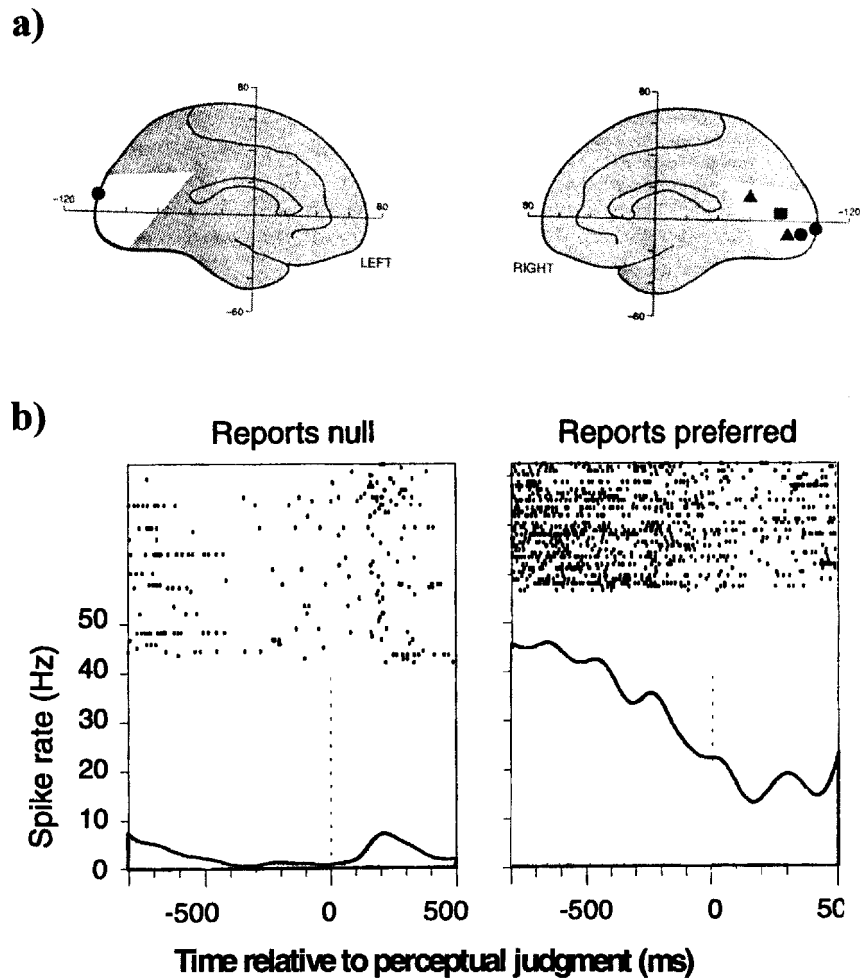 a)
80 80
-120 80 -120
LEFT RIGHT
-60 -60
b)
Reports null Reports preferred
Spike rate (Hz)
50
40
30
20
10
0
-500 0 500 -500 0 50
Time relative to perceptual judgment (ms)